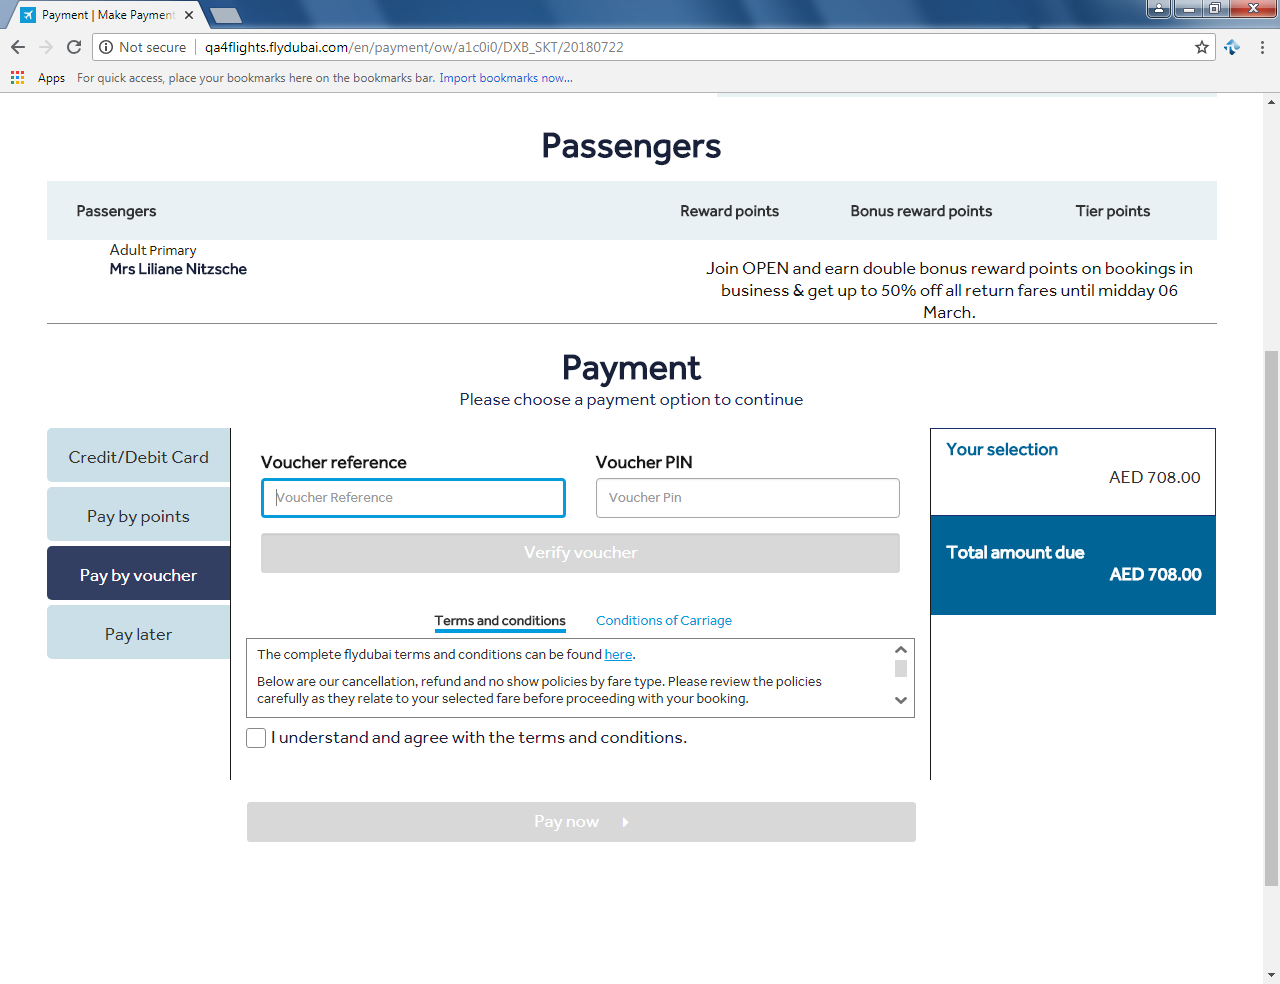 Payment | Make Payment
Not secure
qa4flights.flydubai.com/en/payment/ow/a1c0i0/DXB_SKT/20180722
Apps
For quick access, place your bookmarks here on the bookmarks bar. Import bookmarks now...
Passengers
Passengers Reward points Bonus reward points Tier points
Adult Primary
Mrs Liliane Nitzsche
Join OPEN and earn double bonus reward points on bookings in
business & get up to 50% off all return fares until midday 06
March.
Payment
Please choose a payment option to continue
Credit/Debit Card
Pay by points
Pay by voucher
Pay later
Voucher reference
Voucher PIN
Voucher Reference
Voucher Pin
Verify voucher
Terms and conditions
Conditions of Carriage
The complete flydubai terms and conditions can be found here.
Below are our cancellation, refund and no show policies by fare type. Please review the policies
carefully as they relate to your selected fare before proceeding with your booking.
I understand and agree with the terms and conditions.
Pay now
Your selection
AED 708.00
Total amount due
AED 708.00